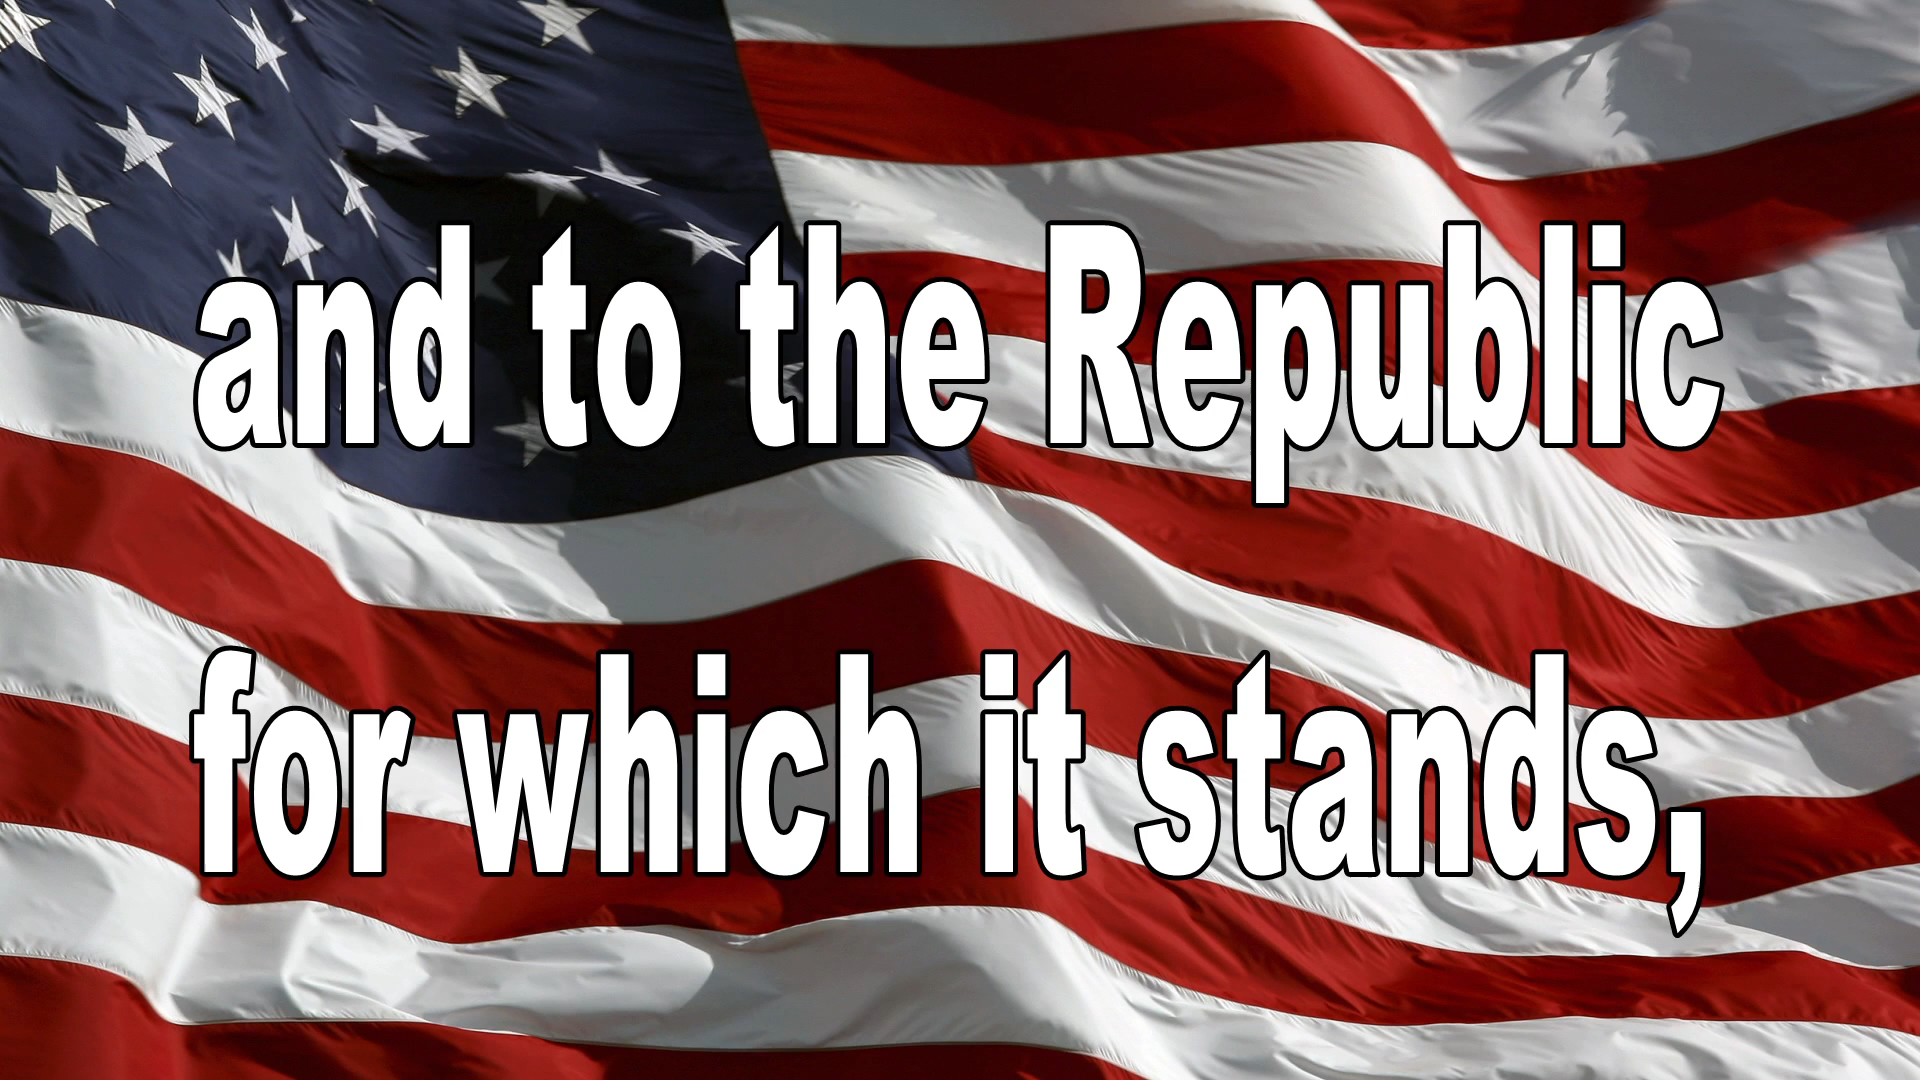 and to the Republic
for which it stands,